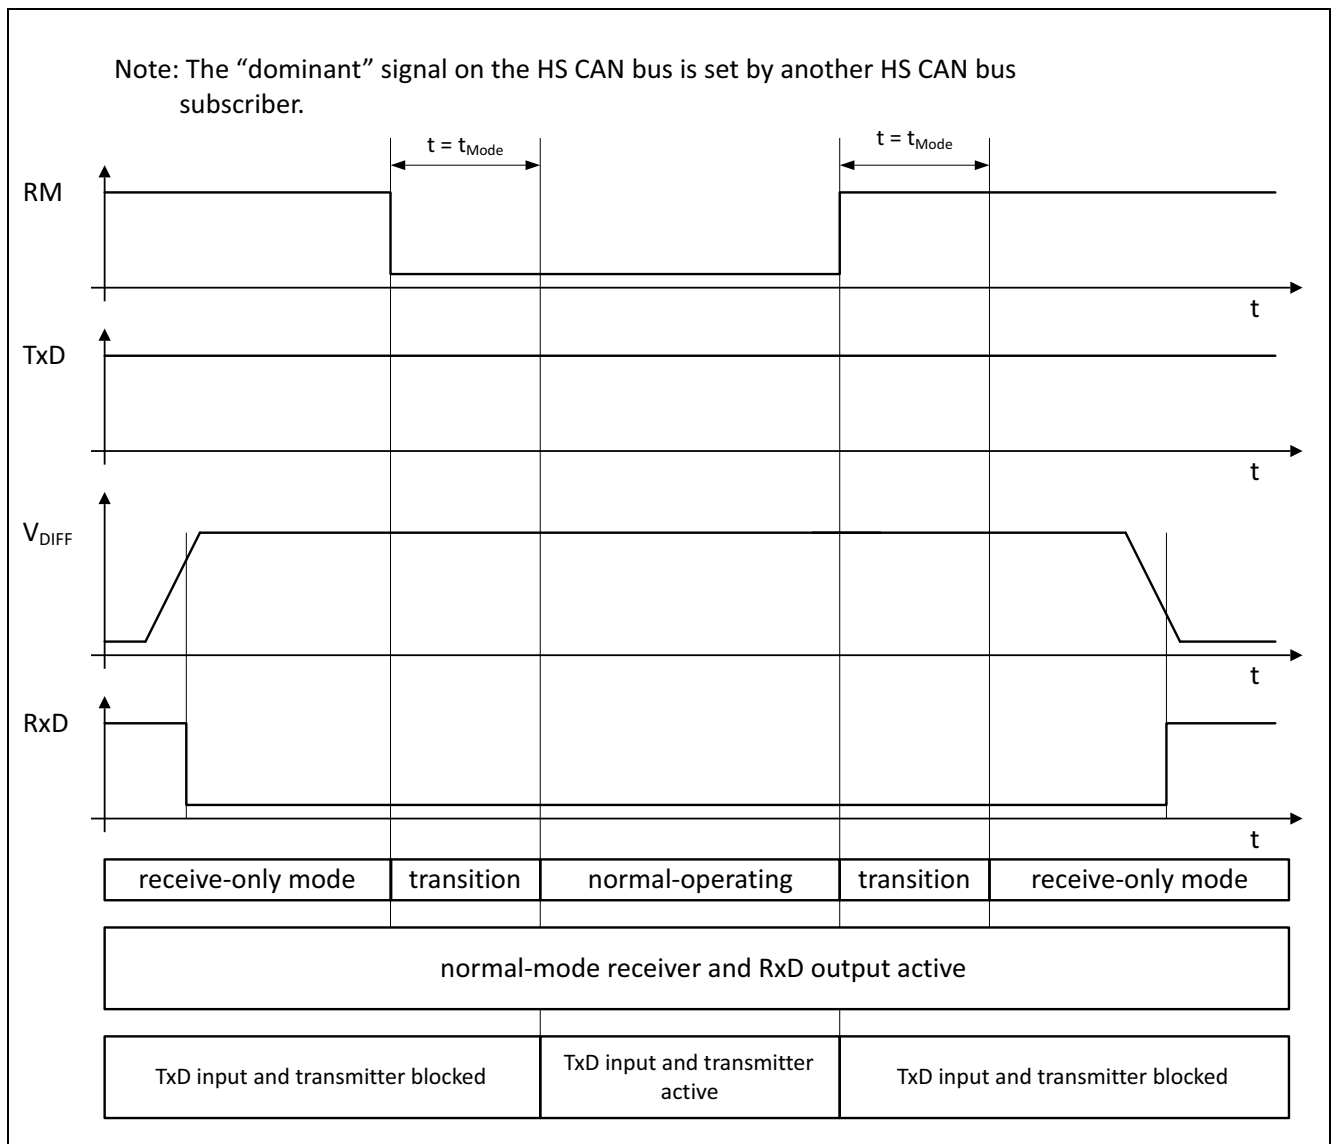 Note: The “dominant” signal on the HS CAN bus is set by another HS CAN bus
subscriber.
t = tMode
t = tMode
RM
t
TxD
t
VDIFF
t
RxD
t
receive-only mode
transition
normal-operating
transition
receive-only mode
normal-mode receiver and RxD output active
TxD input and transmitter blocked
TxD input and transmitter
active
TxD input and transmitter blocked